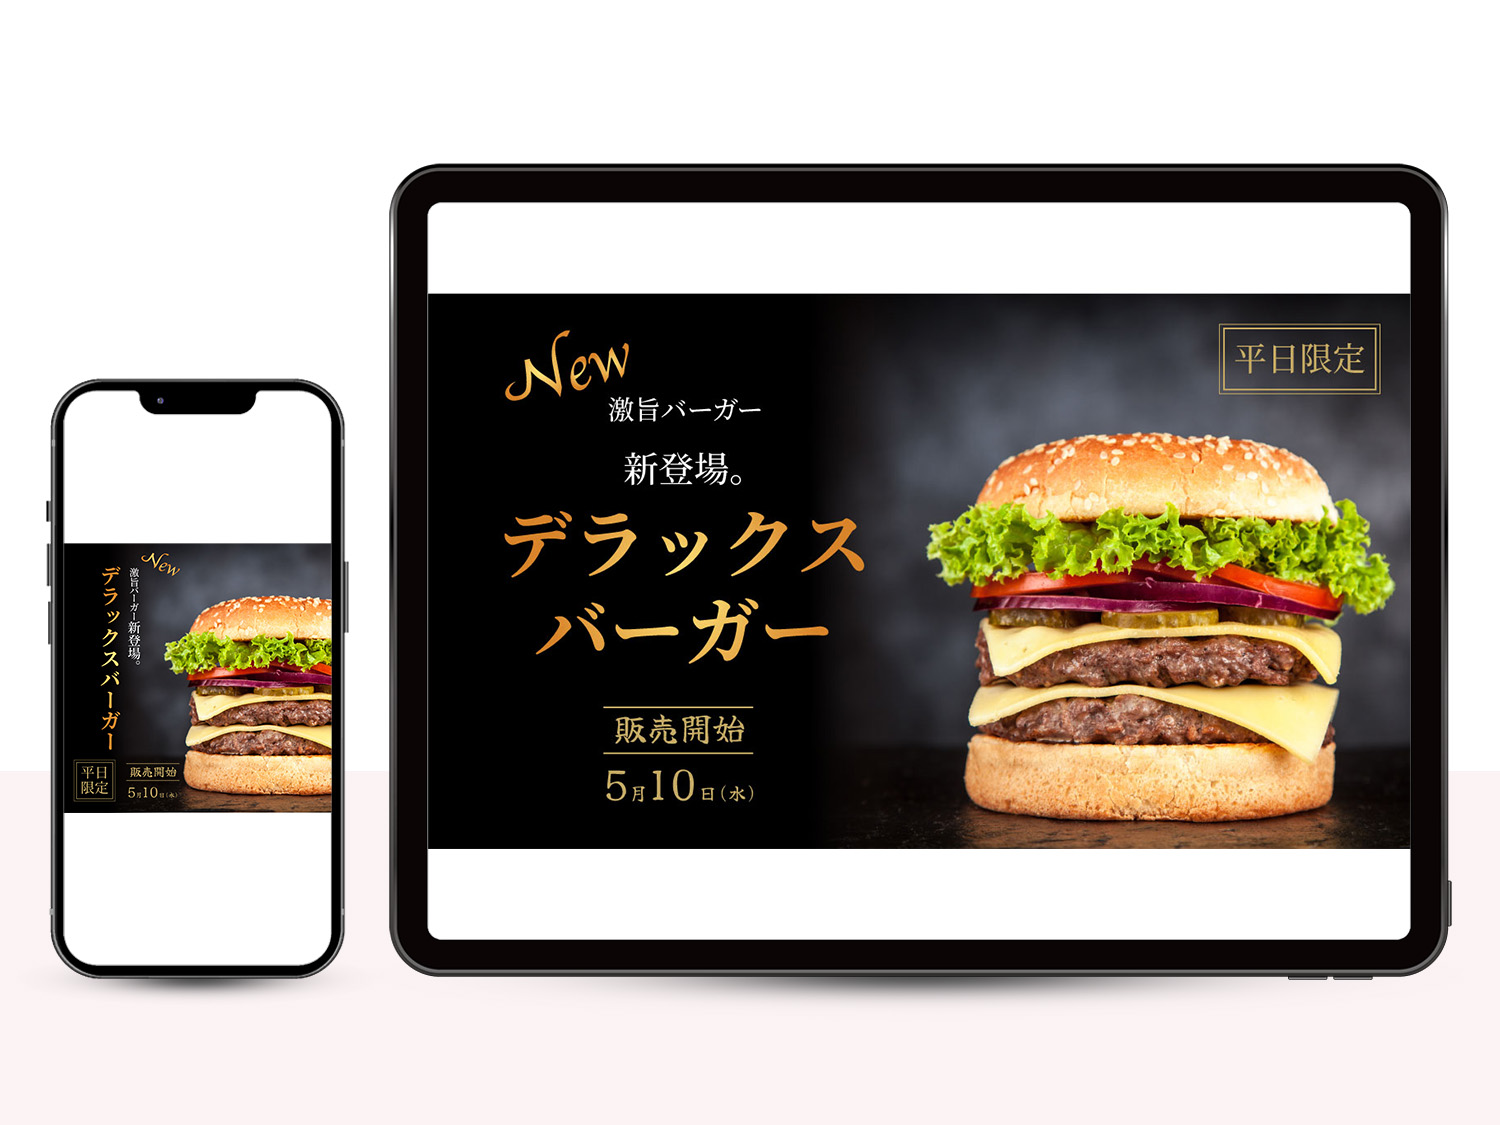 New
激旨バーガー新登場。
デラックスバーガー
平日
限定
販売開始
5月10日(水)
New
激旨バーガー
新登場。
デラックス
バーガー
販売開始
5月10日(水)
平日限定